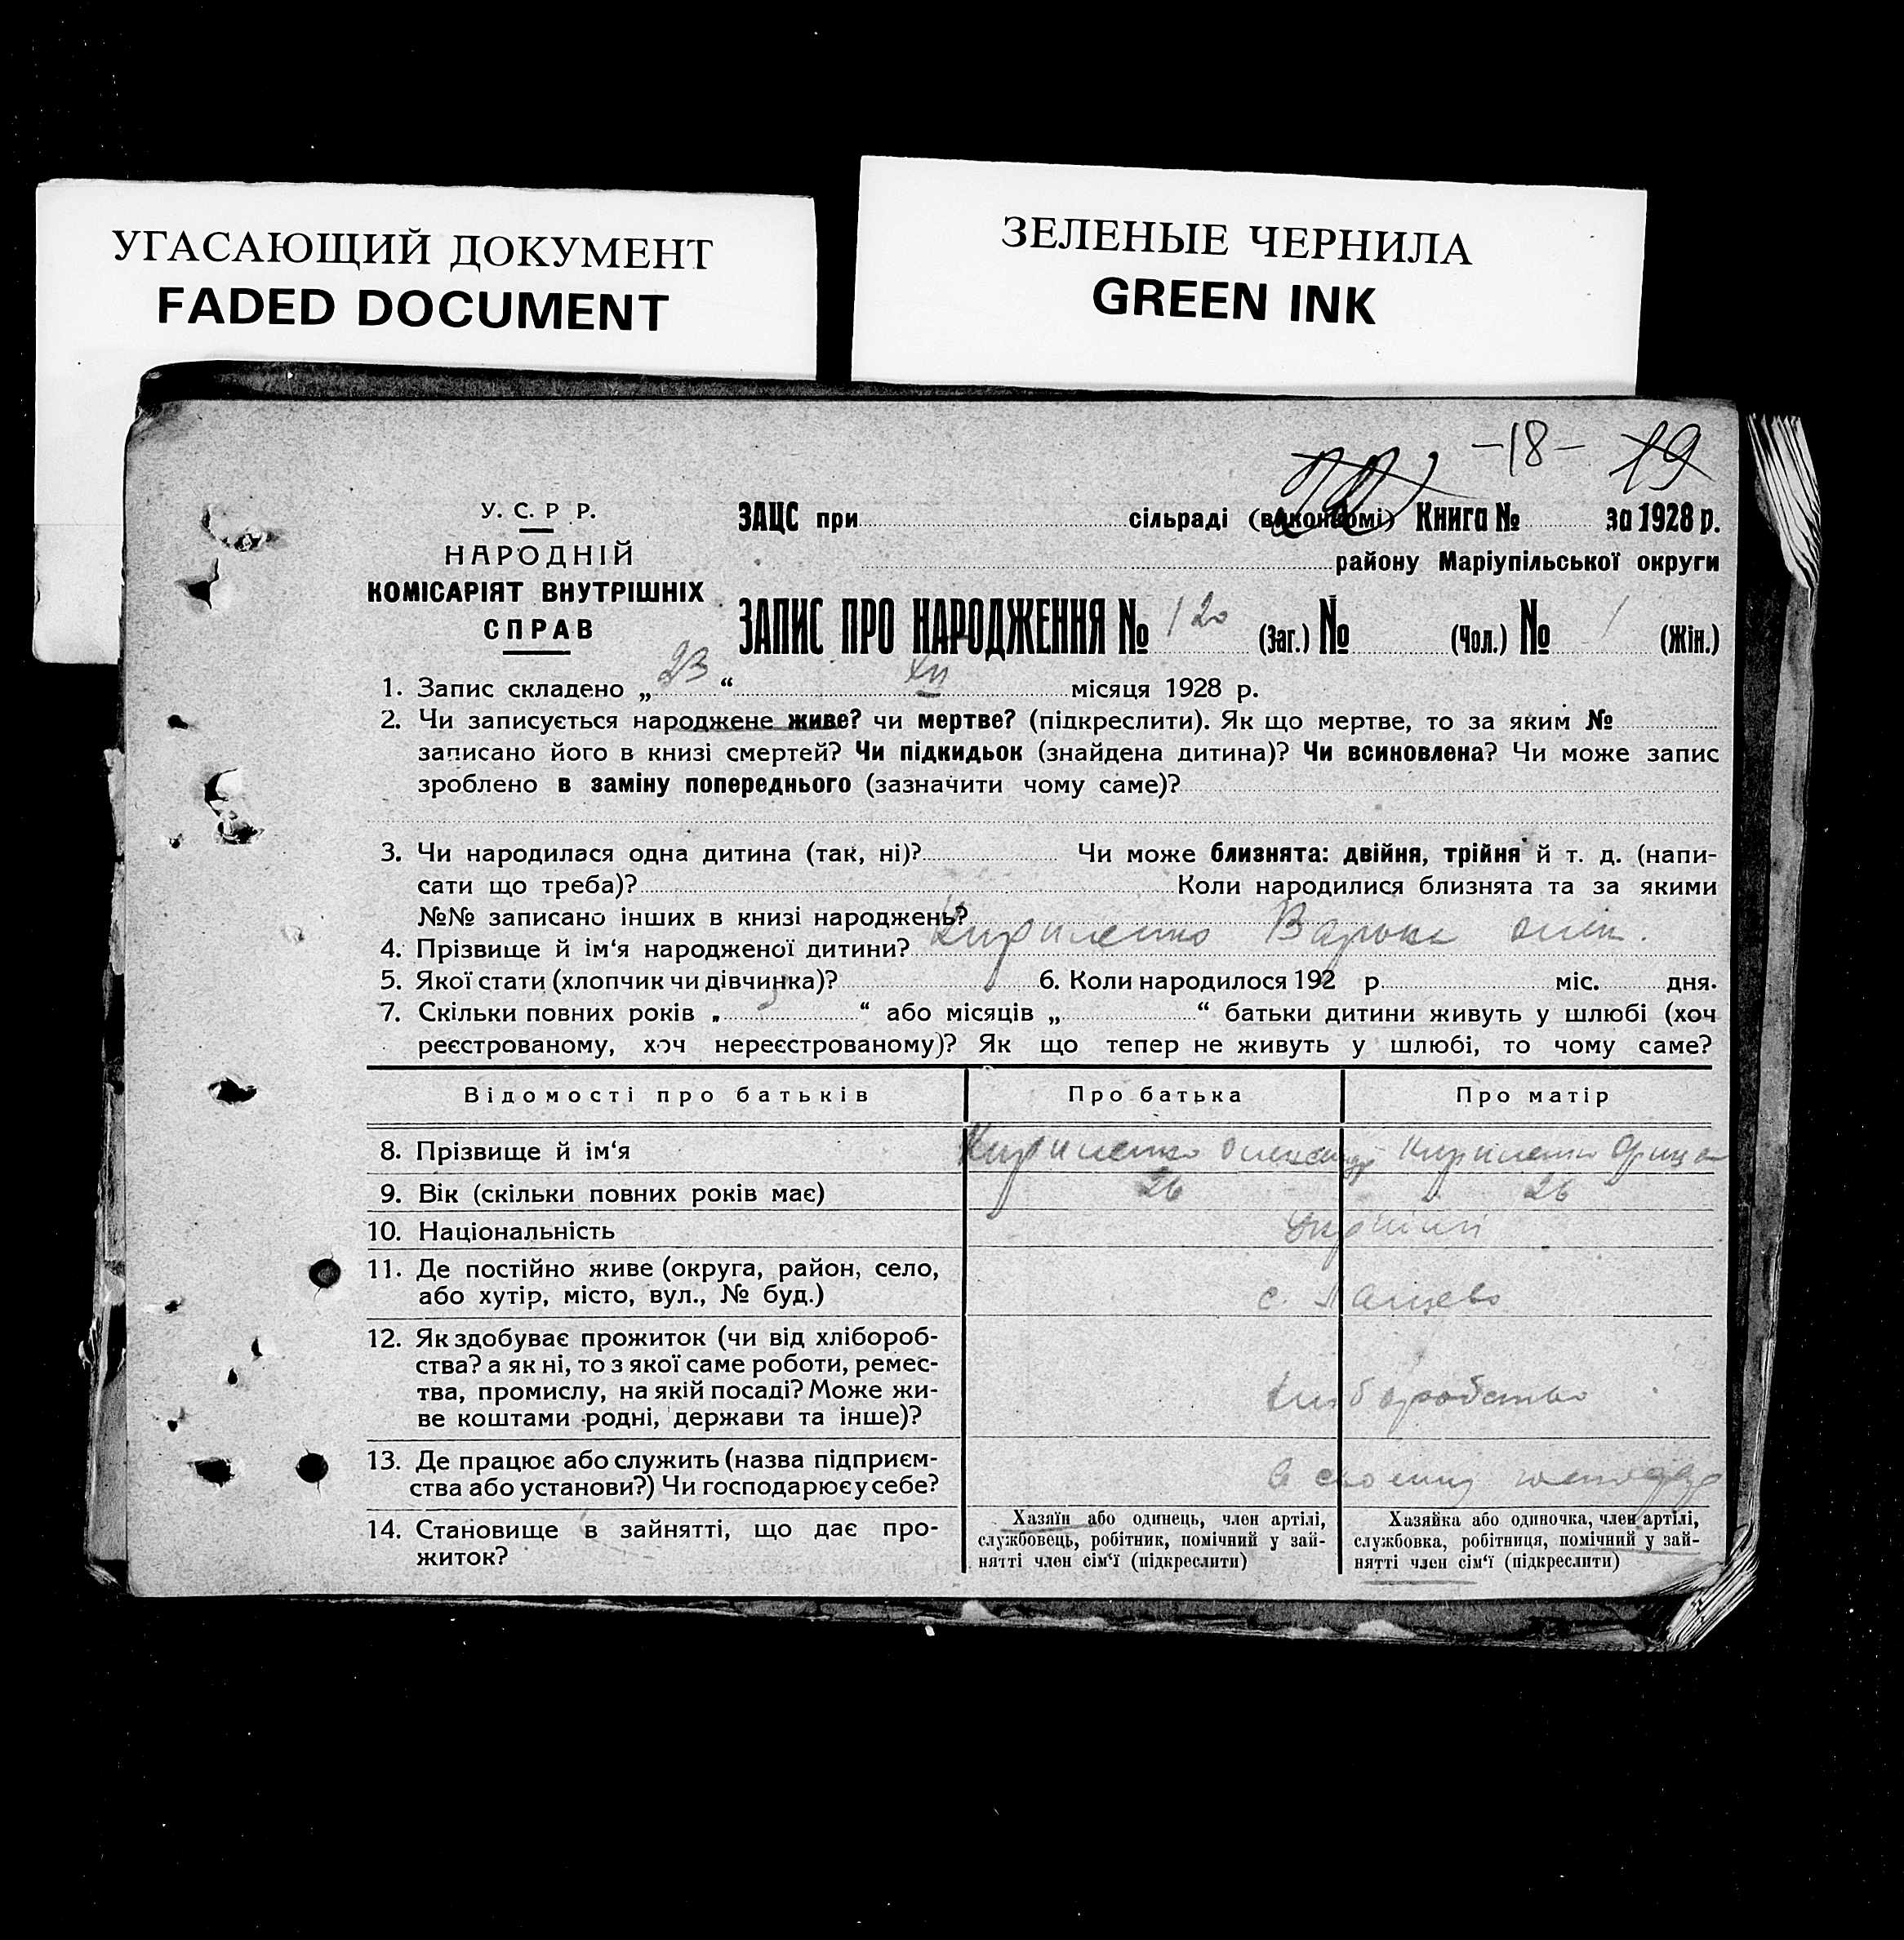 УГАСАЮЩИЙ ДОКУМЕНТ
FADED DOCUMENT
ЗЕЛЕНЫЕ ЧЕРНИЛА
GREEN INK
-18- 19
У. С. Р. Р.
НАРОДНІЙ
КОМІСАРІЯТ ВНУТРІШНІХ
СПРАВ
ЗАЦС при сільраді (виконкомі) Книга № за 1928 р.
району Маріупільської округи
ЗАПИС ПРО НАРОДЖЕННЯ № 120 (Заг.) № (Чол.) № (Жін.)
1. Запис складено „ 23 “ XII місяця 1928 р.
2. Чи записується народжене живе? чи мертве? (підкреслити). Як що мертве, то за яким №
записано його в книзі смертей? Чи підкидьок (знайдена дитина)? Чи всиновлена? Чи може запис
зроблено в заміну попереднього (зазначити чому саме)?
3. Чи народилася одна дитина (так, ні)? Чи може близнята: двійня, трійня й т. д. (напи-
сати що треба)? Коли народилися близнята та за якими
№№ записано інших в книзі народжень?
4. Прізвище й ім‘я народженої дитини? Кириленко Варька Олек.
5. Якої стати (хлопчик чи дівчинка)? 6. Коли народилося 192 р. міс. дня.
7. Скільки повних років „ “ або місяців „ “ батьки дитини живуть у шлюбі (хоч
реєстрованому, хоч нереєстрованому)? Як що тепер не живуть у шлюбі, то чому саме?
Відомості про батьків Про батька Про матір
8. Прізвище й ім‘я Кириленко Олександр Кириленко
9. Вік (скільки повних років має) 26 26
10. Національність
11. Де постійно живе (округа, район, село,
або хутір, місто, вул., № буд.) с.
12. Як здобуває прожиток (чи від хлібороб-
ства? а як ні, то з якої саме роботи, ремес-
тва, промислу, на якій посаді? Може жи-
ве коштами родні, держави та інше)? Хліборобство
13. Де працює або служить (назва підприєм-
ства або установи?) Чи господарює у себе? В своєму
14. Становище в зайнятті, що дає про-
житок?
Хазяїн або одинець, член артілі,
службовець, робітник, помічний у зай-
нятті член сім‘ї (підкреслити)
Хазяйка або одиночка, член артілі,
службовка, робітниця, помічний у зай-
нятті член сім‘ї (підкреслити)